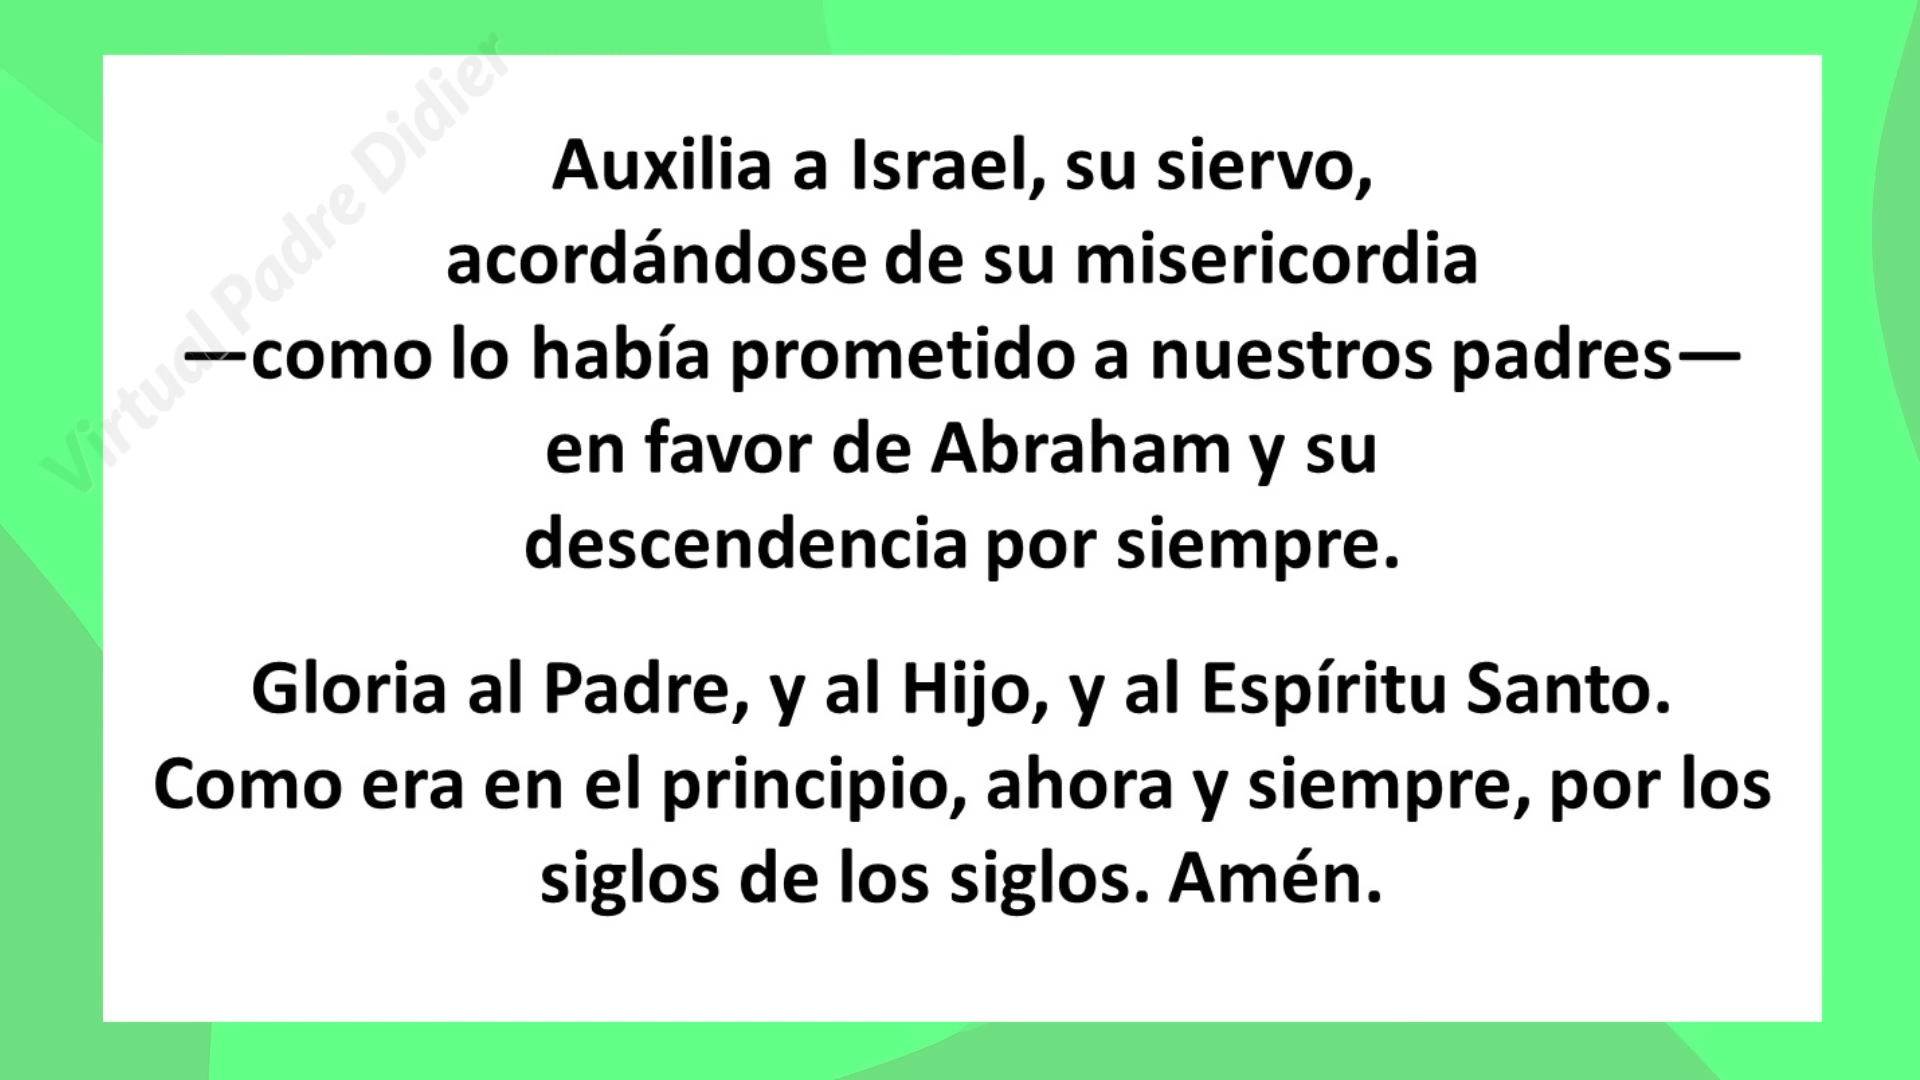 Virtual Padre Didier
Auxilia a Israel, su siervo,
acordándose de su misericordia
—como lo había prometido a nuestros padres—
en favor de Abraham y su
descendencia por siempre.
Gloria al Padre, y al Hijo, y al Espíritu Santo.
Como era en el principio, ahora y siempre, por los
siglos de los siglos. Amén.